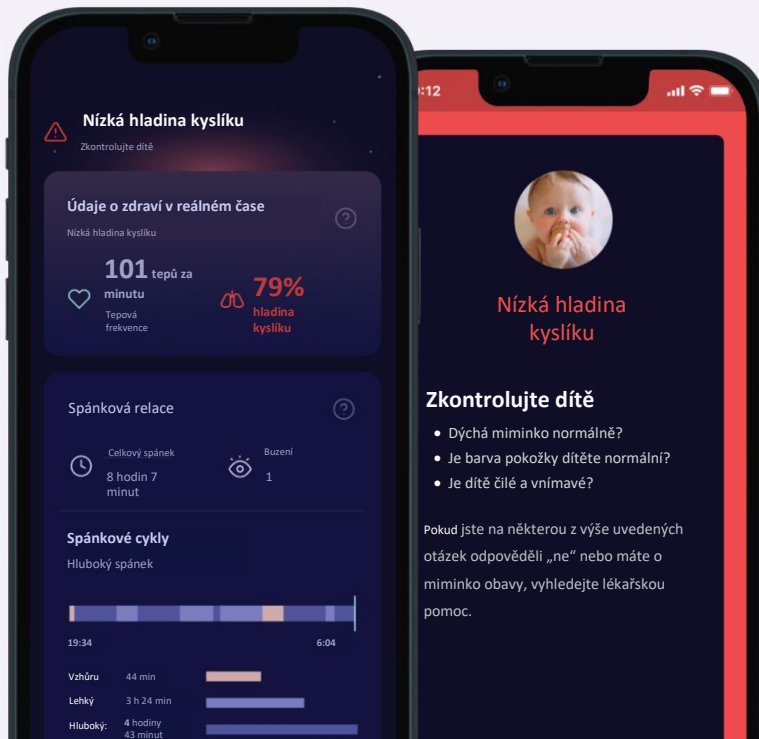 Nízká hladina kyslíku
Zkontrolujte dítě
Údaje o zdraví v reálném čase
Nízká hladina kyslíku
101 tepů za
minutu
Tepová
frekvence
79%
hladina
kyslíku
Spánková relace
Celkový spánek
8 hodin 7
minut
Buzení
1
Spánkové cykly
Hluboký spánek
19:34
6:04
Vzhůru
44 min
Lehký
3 h 24 min
Hluboký:
4 hodiny
43 minut
:12
Nízká hladina
kyslíku
Zkontrolujte dítě
• Dýchá miminko normálně?
• Je barva pokožky dítěte normální?
• Je dítě čilé a vnímavé?
Pokud jste na některou z výše uvedených
otázek odpověděli „ne“ nebo máte o
miminko obavy, vyhledejte lékařskou
pomoc.